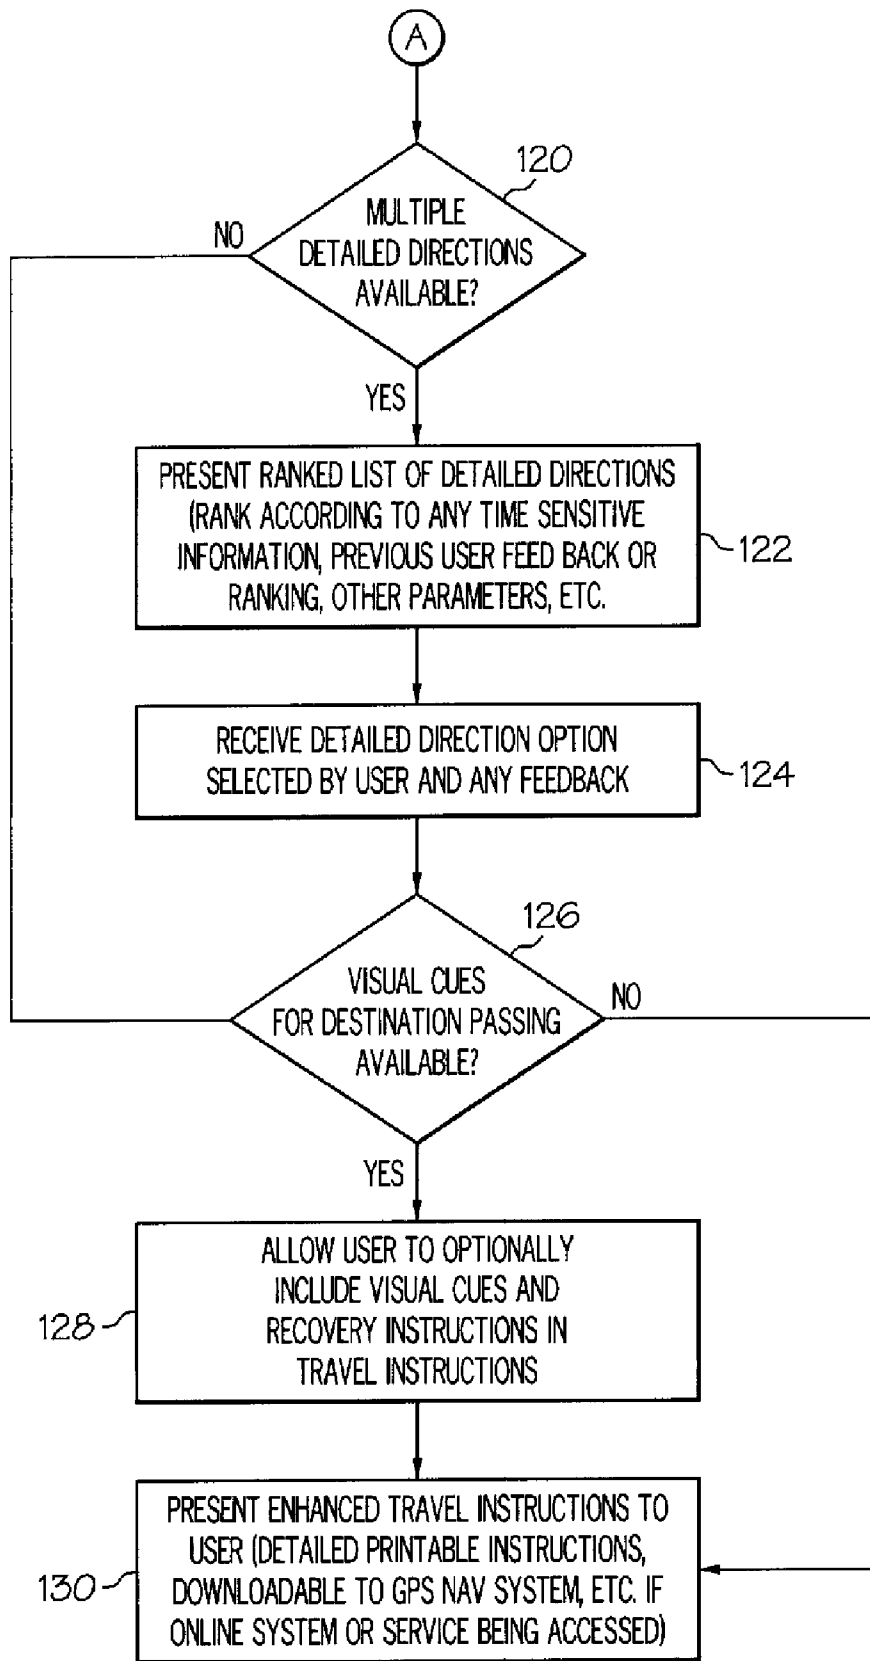 A
120
MULTIPLE
DETAILED DIRECTIONS
AVAILABLE?
NO
YES
PRESENT RANKED LIST OF DETAILED DIRECTIONS
(RANK ACCORDING TO ANY TIME SENSITIVE
INFORMATION, PREVIOUS USER FEED BACK OR
RANKING, OTHER PARAMETERS, ETC.
122
RECEIVE DETAILED DIRECTION OPTION
SELECTED BY USER AND ANY FEEDBACK
124
126
VISUAL CUES
FOR DESTINATION PASSING
AVAILABLE?
NO
YES
ALLOW USER TO OPTIONALLY
INCLUDE VISUAL CUES AND
RECOVERY INSTRUCTIONS IN
TRAVEL INSTRUCTIONS
128
PRESENT ENHANCED TRAVEL INSTRUCTIONS TO
USER (DETAILED PRINTABLE INSTRUCTIONS,
DOWNLOADABLE TO GPS NAV SYSTEM, ETC. IF
ONLINE SYSTEM OR SERVICE BEING ACCESSED)
130